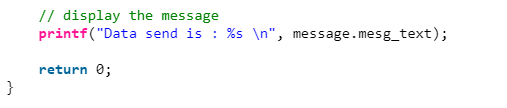 // display the message
printf("Data send is : %s \n", message.mesg_text);
return 0;
}